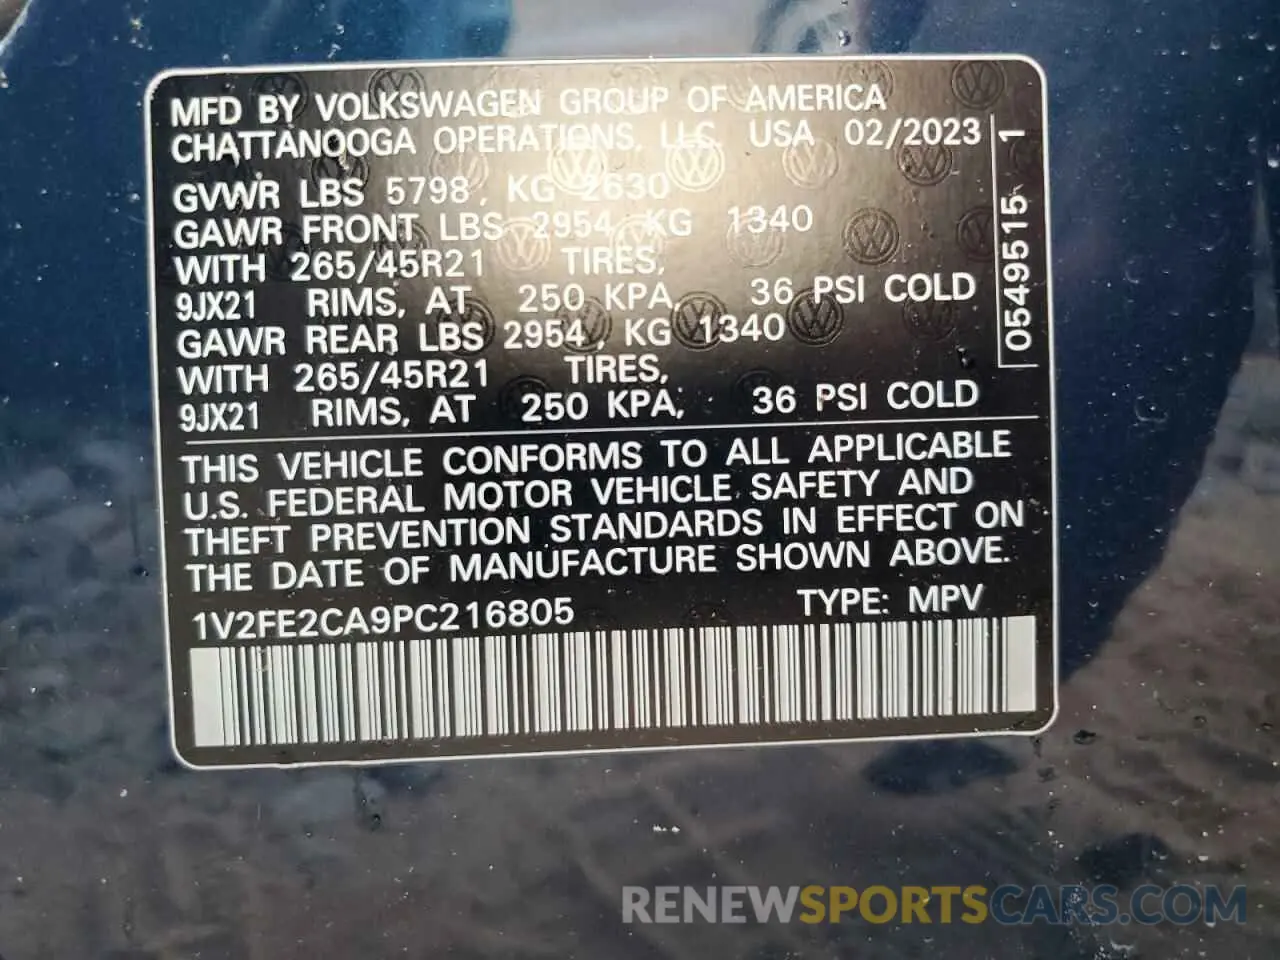 MFD BY VOLKSWAGEN GROUP OF AMERICA
CHATTANOOGA OPERATIONS, LLC. USA 02/2023
GVWR LBS 5798, KG 2630
GAWR FRONT LBS 2954, KG 1340
WITH 265/45R21 TIRES,
9JX21 RIMS, AT 250 KPA, 36 PSI COLD
GAWR REAR LBS 2954, KG 1340
WITH 265/45R21 TIRES,
9JX21 RIMS, AT 250 KPA, 36 PSI COLD
0549515 1
THIS VEHICLE CONFORMS TO ALL APPLICABLE
U.S. FEDERAL MOTOR VEHICLE SAFETY AND
THEFT PREVENTION STANDARDS IN EFFECT ON
THE DATE OF MANUFACTURE SHOWN ABOVE.
1V2FE2CA9PC216805 TYPE: MPV
RENEWSPORTSCARS.COM